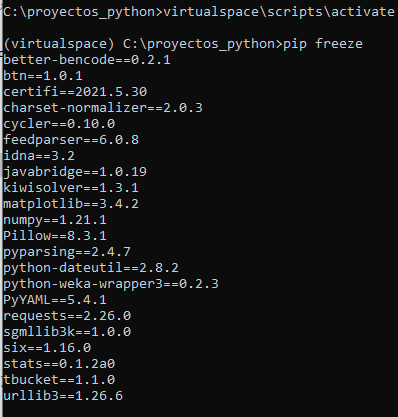 C:\proyectos_python>virtualspace\scripts\activate
(virtualspace) C:\proyectos_python>pip freeze
better-bencode==0.2.1
btn==1.0.1
certifi==2021.5.30
charset-normalizer==2.0.3
cycler==0.10.0
feedparser==6.0.8
idna==3.2
javabridge==1.0.19
kiwisolver==1.3.1
matplotlib==3.4.2
numpy==1.21.1
Pillow==8.3.1
pyparsing==2.4.7
python-dateutil==2.8.2
python-weka-wrapper3==0.2.3
PyYAML==5.4.1
requests==2.26.0
sgmllib3k==1.0.0
six==1.16.0
stats==0.1.2a0
tbucket==1.1.0
urllib3==1.26.6